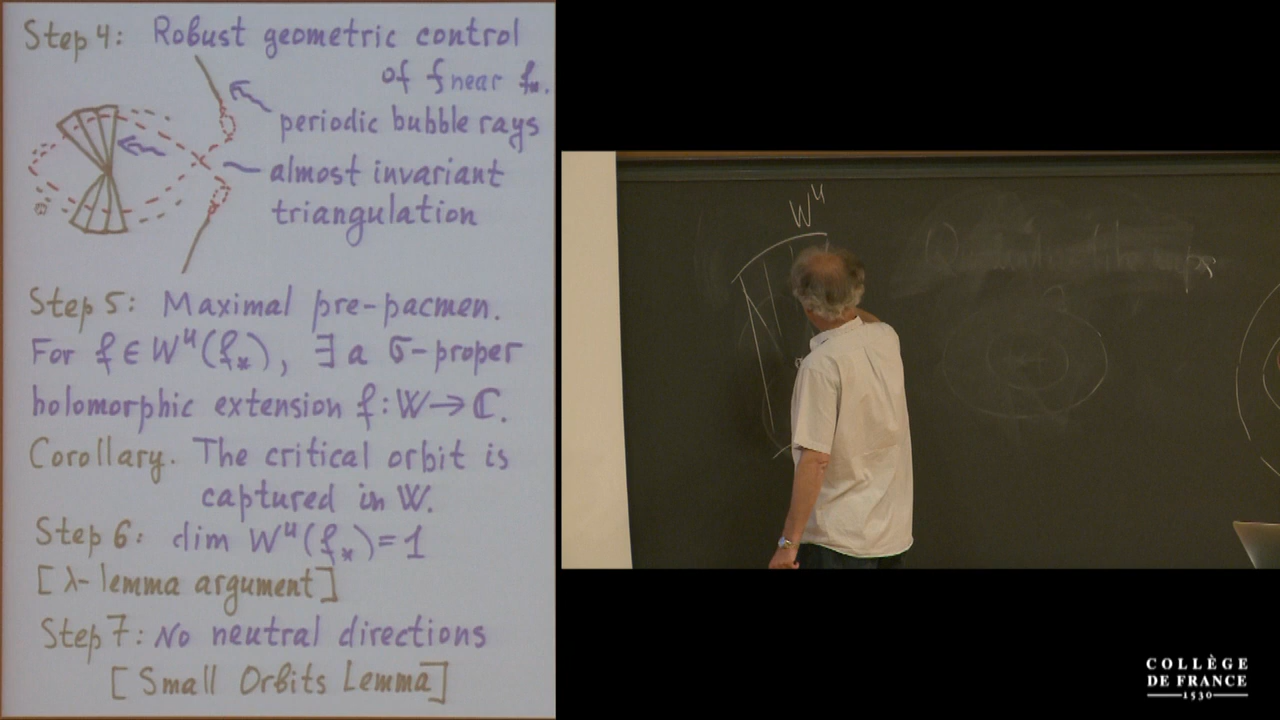 Step 4: Robust geometric control
of f near f*.
periodic bubble rays
almost invariant
triangulation
Step 5: Maximal pre-pacmen.
For f ∈ Wᵘ(f*), ∃ a σ-proper
holomorphic extension f: W → ℂ.
Corollary. The critical orbit is
captured in W.
Step 6: dim Wᵘ(f*) = 1
[λ-lemma argument]
Step 7: No neutral directions
[Small Orbits Lemma]
Wᵘ
COLLÈGE
DE FRANCE
1530